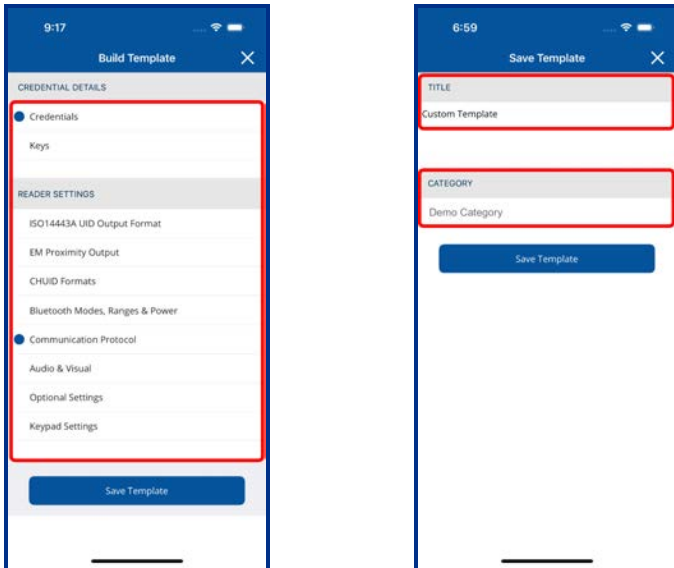 9:17
Build Template
CREDENTIAL DETAILS
Credentials
Keys
READER SETTINGS
ISO14443A UID Output Format
EM Proximity Output
CHUID Formats
Bluetooth Modes, Ranges & Power
Communication Protocol
Audio & Visual
Optional Settings
Keypad Settings
Save Template
6:59
Save Template
TITLE
Custom Template
CATEGORY
Demo Category
Save Template